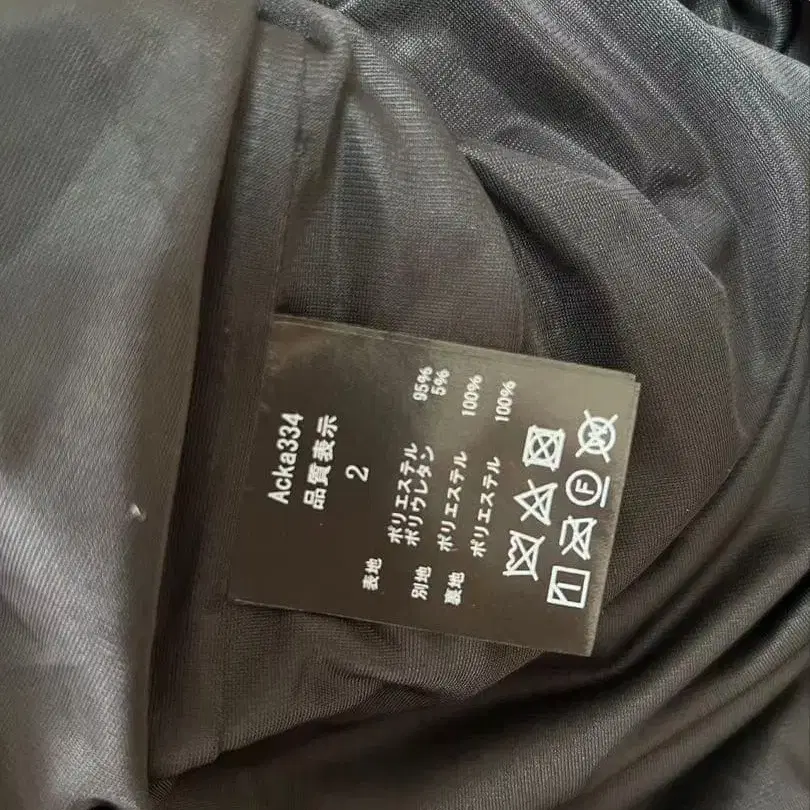 Acka334
品質表示
2
表地 ポリエステル 95%
ポリウレタン 5%
別地 ポリエステル 100%
裏地 ポリエステル 100%
F
W